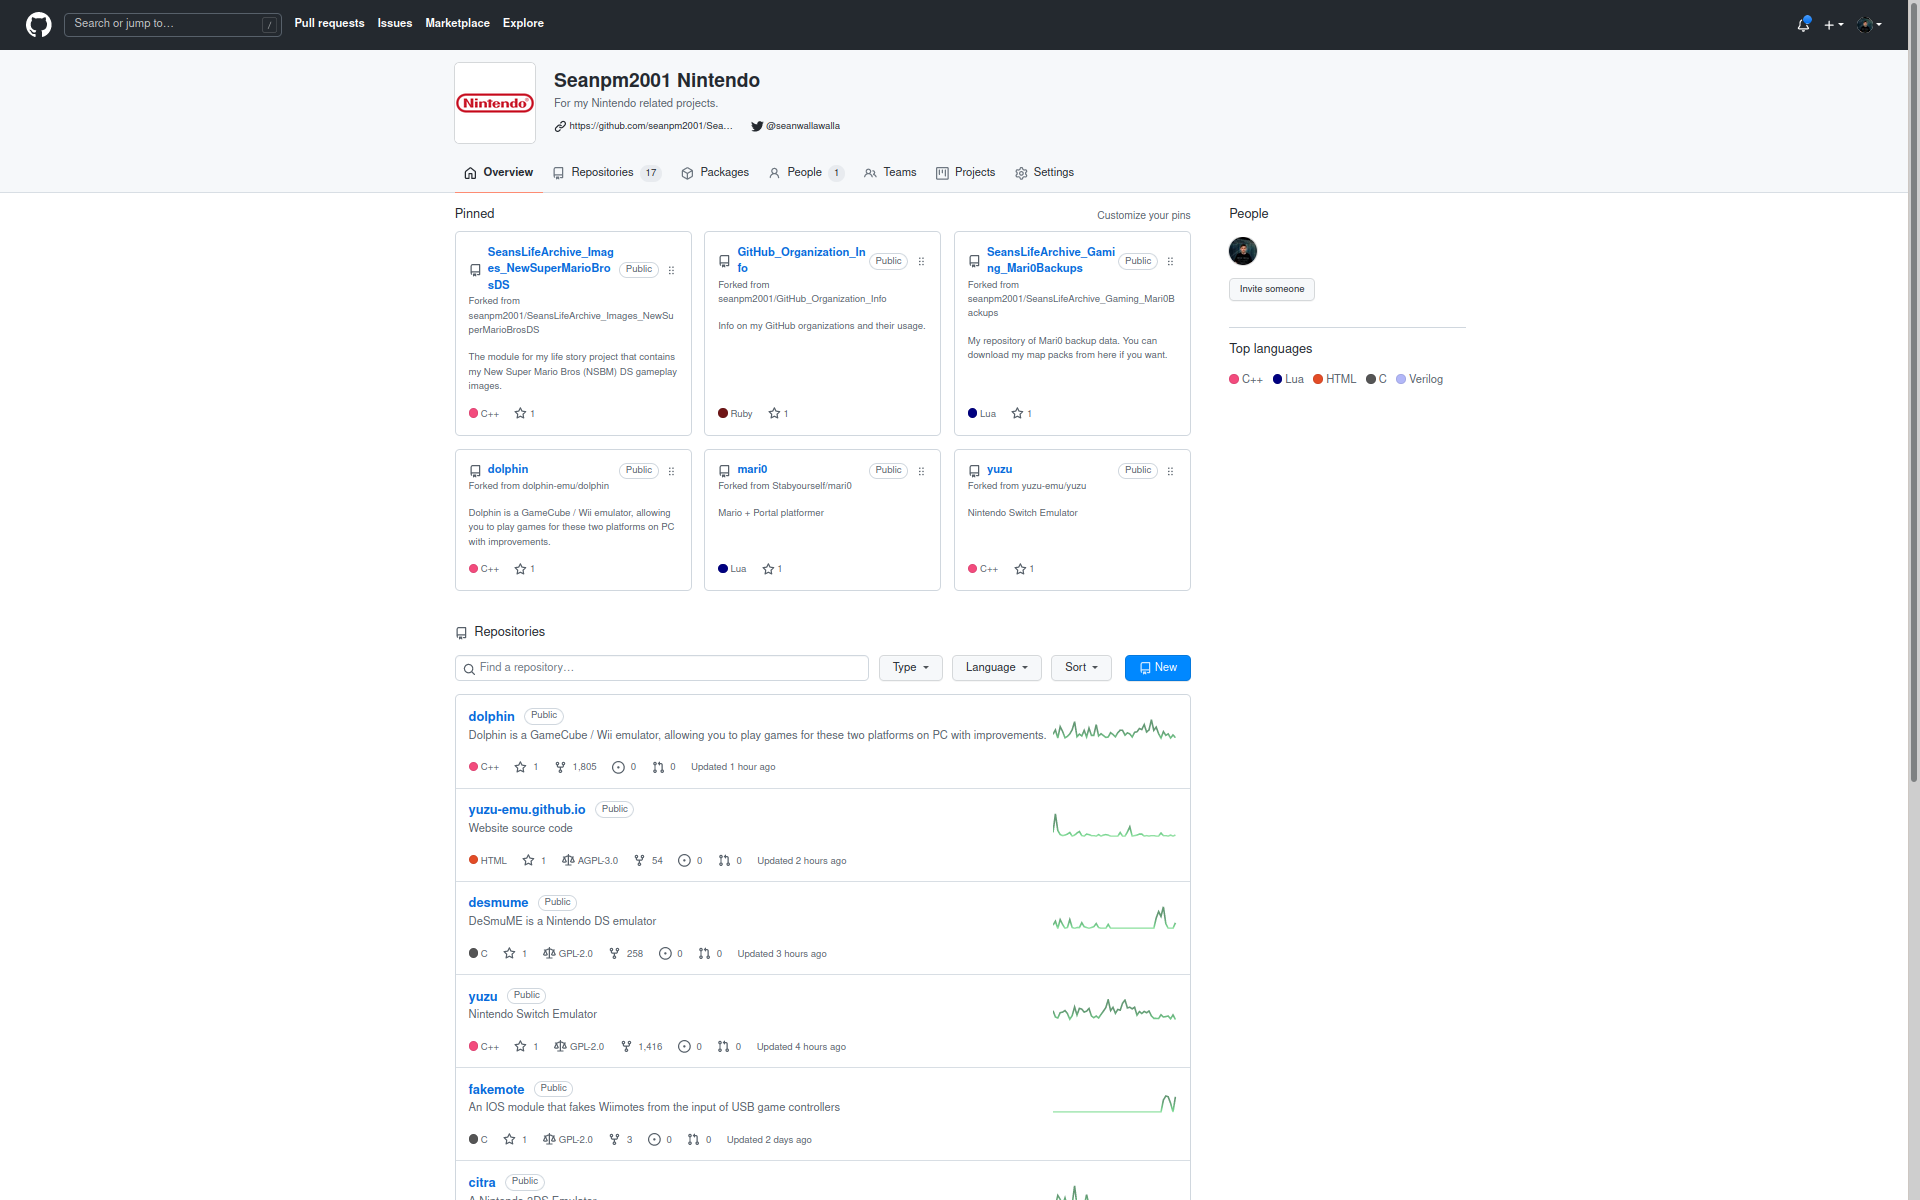 Search or jump to…
/
Pull requests
Issues
Marketplace
Explore
Nintendo
Seanpm2001 Nintendo
For my Nintendo related projects.
https://github.com/seanpm2001/Sea…
@seanwallawalla
Overview
Repositories 17
Packages
People 1
Teams
Projects
Settings
Pinned
Customize your pins
SeansLifeArchive_Imag
es_NewSuperMarioBro
sDS
Public
Forked from
seanpm2001/SeansLifeArchive_Images_NewSu
perMarioBrosDS
The module for my life story project that contains
my New Super Mario Bros (NSBM) DS gameplay
images.
C++ 1
GitHub_Organization_In
fo
Public
Forked from
seanpm2001/GitHub_Organization_Info
Info on my GitHub organizations and their usage.
Ruby 1
SeansLifeArchive_Gami
ng_Mari0Backups
Public
Forked from
seanpm2001/SeansLifeArchive_Gaming_Mari0B
ackups
My repository of Mari0 backup data. You can
download my map packs from here if you want.
Lua 1
dolphin Public
Forked from dolphin-emu/dolphin
Dolphin is a GameCube / Wii emulator, allowing
you to play games for these two platforms on PC
with improvements.
C++ 1
mari0 Public
Forked from Stabyourself/mari0
Mario + Portal platformer
Lua 1
yuzu Public
Forked from yuzu-emu/yuzu
Nintendo Switch Emulator
C++ 1
People
Invite someone
Top languages
C++ Lua HTML C Verilog
Repositories
Find a repository…
Type
Language
Sort
New
dolphin Public
Dolphin is a GameCube / Wii emulator, allowing you to play games for these two platforms on PC with improvements.
C++ 1 1,805 0 0 Updated 1 hour ago
yuzu-emu.github.io Public
Website source code
HTML 1 AGPL-3.0 54 0 0 Updated 2 hours ago
desmume Public
DeSmuME is a Nintendo DS emulator
C 1 GPL-2.0 258 0 0 Updated 3 hours ago
yuzu Public
Nintendo Switch Emulator
C++ 1 GPL-2.0 1,416 0 0 Updated 4 hours ago
fakemote Public
An IOS module that fakes Wiimotes from the input of USB game controllers
C 1 GPL-2.0 3 0 0 Updated 2 days ago
citra Public
A Nintendo 3DS Emulator